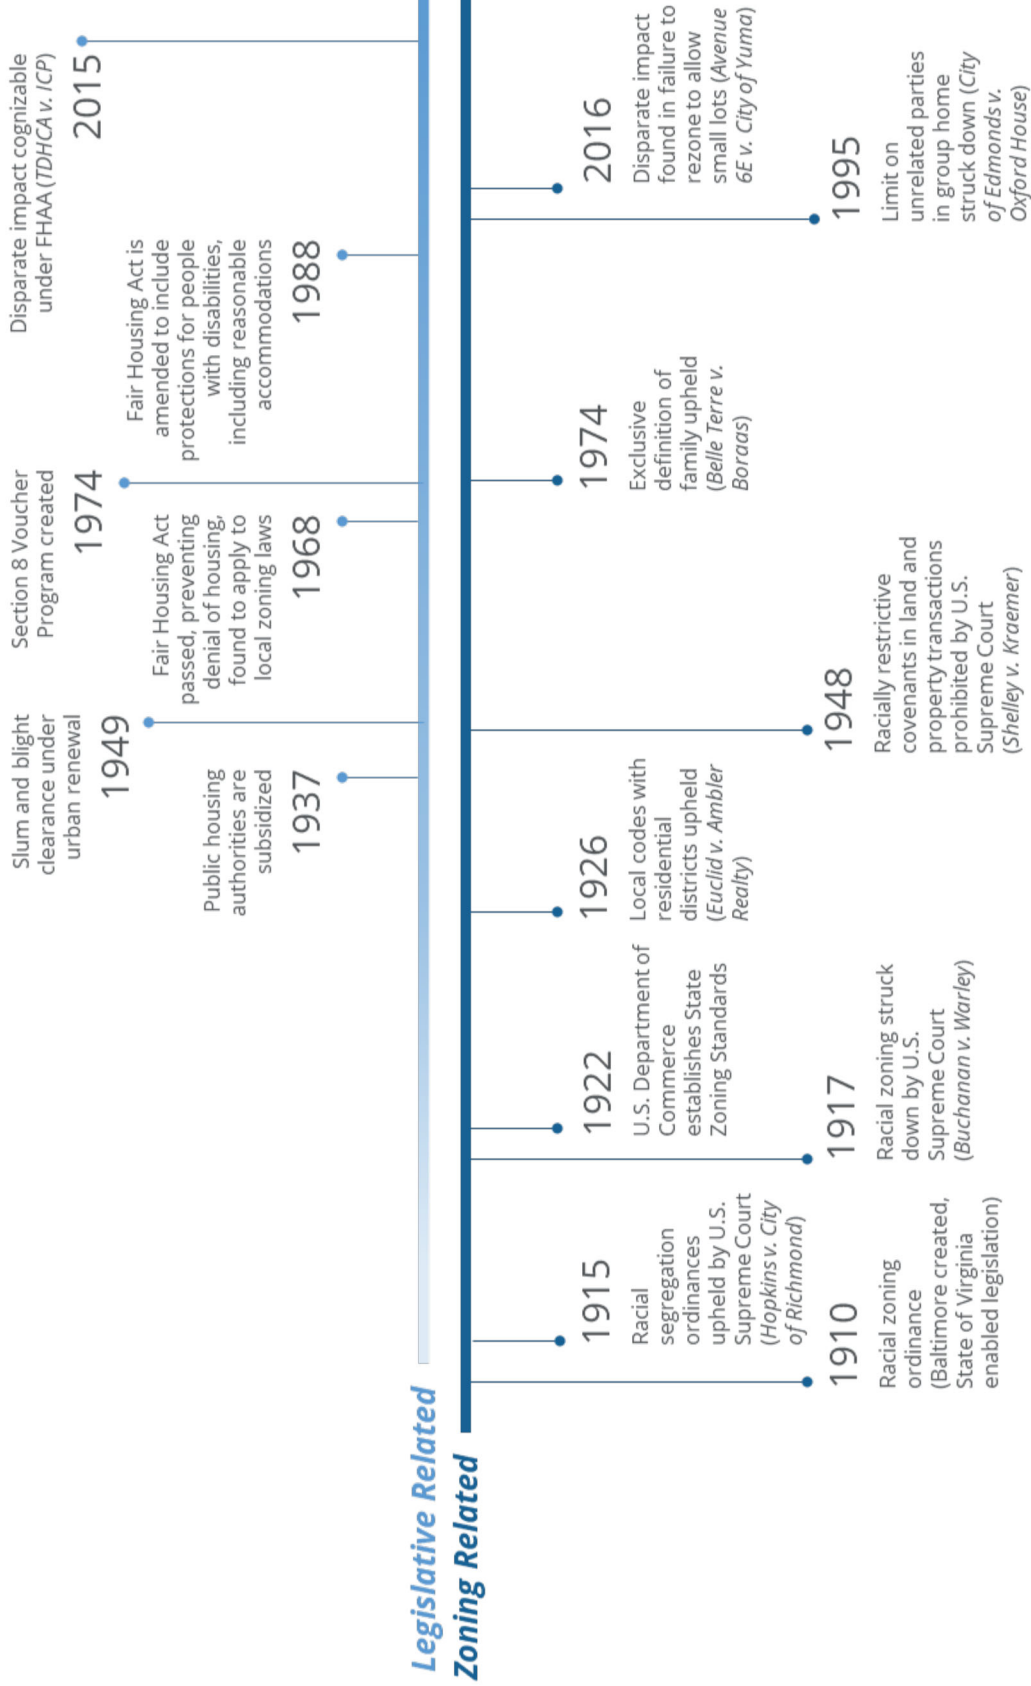 Slum and blight
clearance under
urban renewal
1949
Section 8 Voucher
Program created
1974
Disparate impact cognizable
under FHAA (TDHCA v. ICP)
2015
Public housing
authorities are
subsidized
1937
Fair Housing Act
passed, preventing
denial of housing,
found to apply to
local zoning laws
1968
Fair Housing Act is
amended to include
protections for people
with disabilities,
including reasonable
accommodations
1988
Legislative Related
Zoning Related
1915
Racial
segregation
ordinances
upheld by U.S.
Supreme Court
(Hopkins v. City
of Richmond)
1922
U.S. Department of
Commerce
establishes State
Zoning Standards
1926
Local codes with
residential
districts upheld
(Euclid v. Ambler
Realty)
1974
Exclusive
definition of
family upheld
(Belle Terre v.
Boraas)
2016
Disparate impact
found in failure to
rezone to allow
small lots (Avenue
6E v. City of Yuma)
1910
Racial zoning
ordinance
(Baltimore created,
State of Virginia
enabled legislation)
1917
Racial zoning struck
down by U.S.
Supreme Court
(Buchanan v. Warley)
1948
Racially restrictive
covenants in land and
property transactions
prohibited by U.S.
Supreme Court
(Shelley v. Kraemer)
1995
Limit on
unrelated parties
in group home
struck down (City
of Edmonds v.
Oxford House)